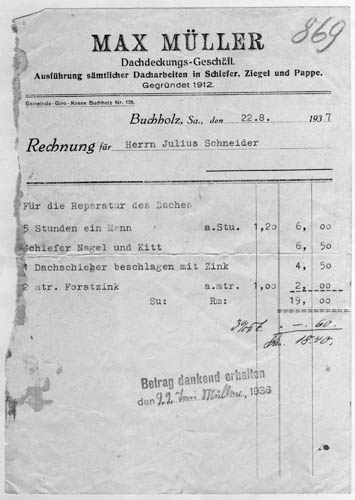 869
MAX MÜLLER
Dachdeckungs-Geschäft.
Ausführung sämtlicher Dacharbeiten in Schiefer, Ziegel und Pappe.
Gegründet 1912.
Gemeinde-Giro-Kasse Buchholz Nr. 138.
Buchholz, Sa., den 22.8. 1937
Rechnung für Herrn Julius Schneider
Für die Reparatur des Daches
5 Stunden ein Mann a.Stu. 1,20 6, 00
Schiefer Nagel und Kitt 6, 50
1 Dachschieber beschlagen mit Zink 4, 50
2 mtr. Forstzink a.mtr. 1,00 2, 00
Su: Rm: 19, 00
3% -.60.
18.40.
Betrag dankend erhalten
den Müller, 1936